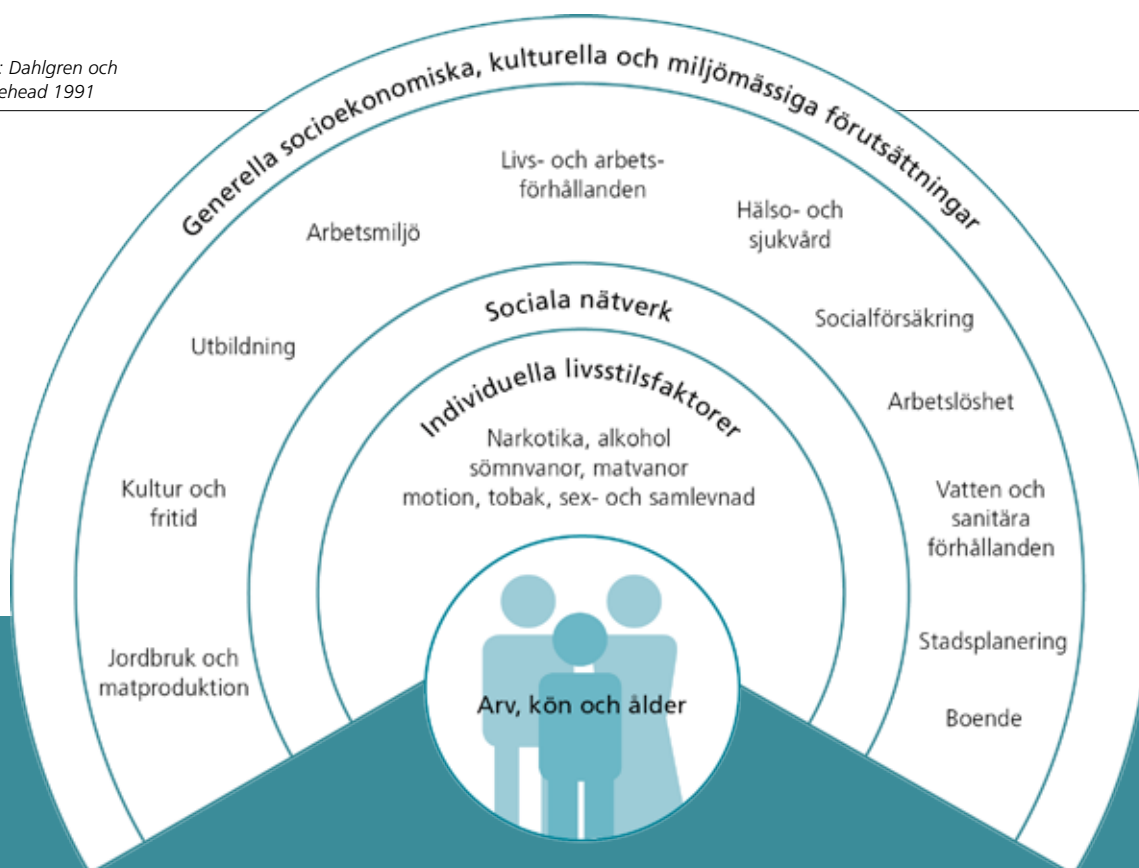 : Dahlgren och
ehead 1991
Generella socioekonomiska, kulturella och miljömässiga förutsättningar
Livs- och arbets-
förhållanden
Arbetsmiljö
Hälso- och
sjukvård
Utbildning
Socialförsäkring
Kultur och
fritid
Arbetslöshet
Jordbruk och
matproduktion
Vatten och
sanitära
förhållanden
Stadsplanering
Boende
Sociala nätverk
Individuella livsstilsfaktorer
Narkotika, alkohol
sömnvanor, matvanor
motion, tobak, sex- och samlevnad
Arv, kön och ålder